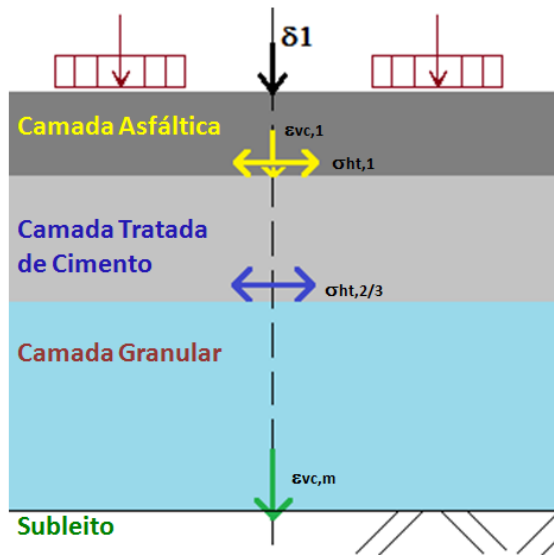 δ1
Camada Asfáltica
εvc,1
σht,1
Camada Tratada
de Cimento
σht,2/3
Camada Granular
εvc,m
Subleito